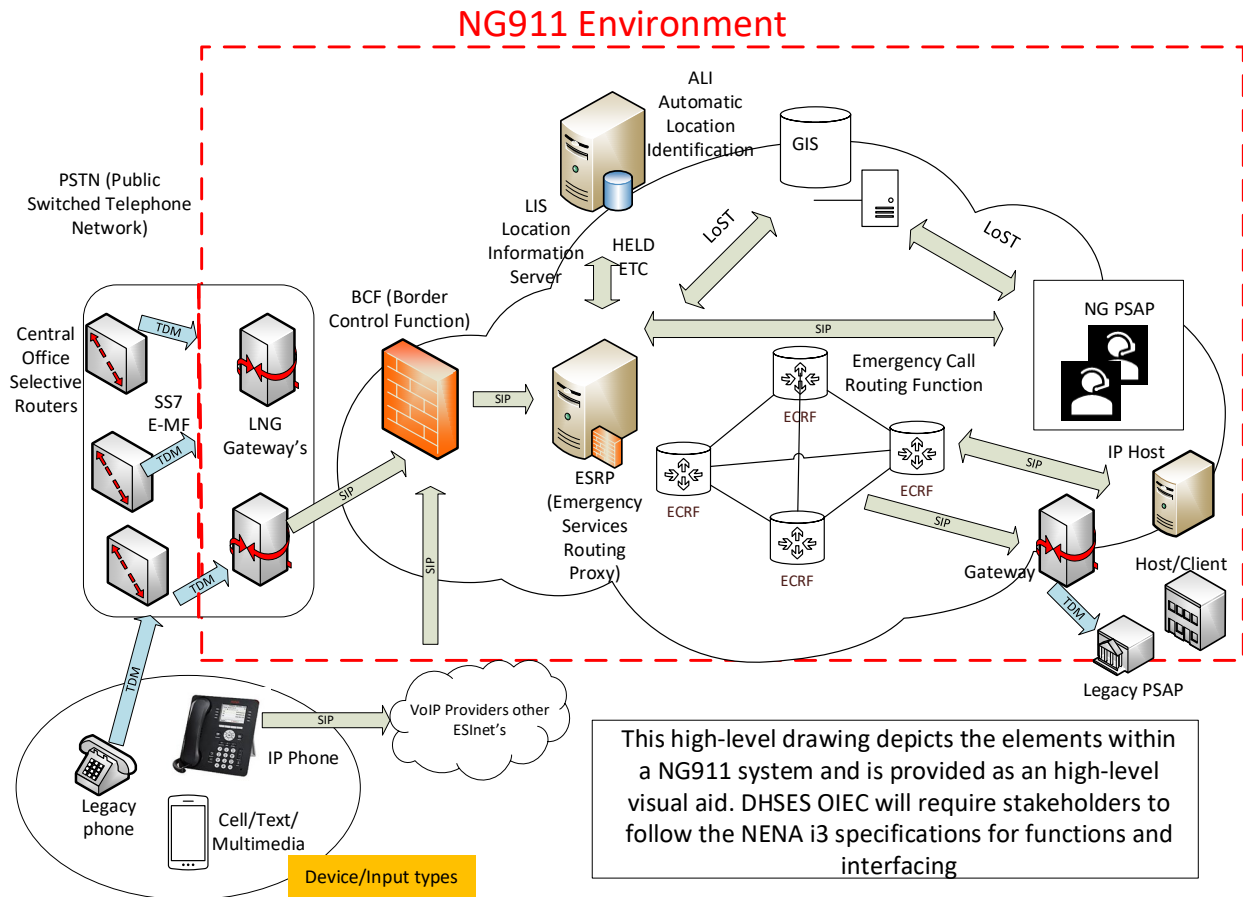 NG911 Environment
ALI
Automatic
Location
Identification
GIS
PSTN (Public
Switched Telephone
Network)
LIS
Location
Information
Server
HELD
ETC
LoST
LoST
BCF (Border
Control Function)
Central
Office
Selective
Routers
TDM
SS7
E-MF
TDM
LNG
Gateway's
TDM
SIP
SIP
SIP
SIP
NG PSAP
Emergency Call
Routing Function
ECRF
ECRF
ECRF
ECRF
ESRP
(Emergency
Services
Routing
Proxy)
SIP
SIP
IP Host
Gateway
Host/Client
TDM
Legacy PSAP
TDM
Legacy
phone
IP Phone
SIP
VoIP Providers other
ESInet's
Cell/Text/
Multimedia
Device/Input types
This high-level drawing depicts the elements within
a NG911 system and is provided as an high-level
visual aid. DHSES OIEC will require stakeholders to
follow the NENA i3 specifications for functions and
interfacing